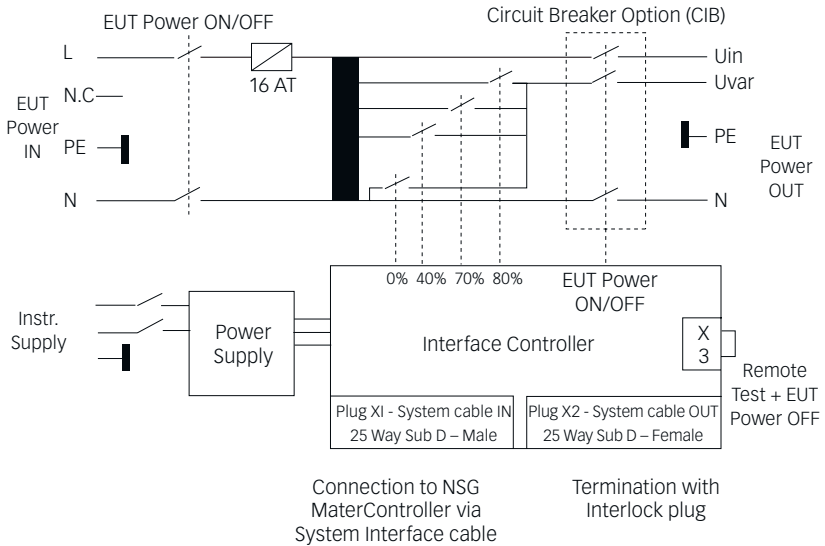 EUT Power ON/OFF
Circuit Breaker Option (CIB)
L
16 AT
Uin
Uvar
N.C
EUT
Power
IN
PE
PE
EUT
Power
OUT
N
N
0% 40% 70% 80%
EUT Power
ON/OFF
Instr.
Supply
Power
Supply
Interface Controller
X
3
Remote
Test + EUT
Power OFF
Plug XI - System cable IN
25 Way Sub D – Male
Plug X2 - System cable OUT
25 Way Sub D – Female
Connection to NSG
MaterController via
System Interface cable
Termination with
Interlock plug